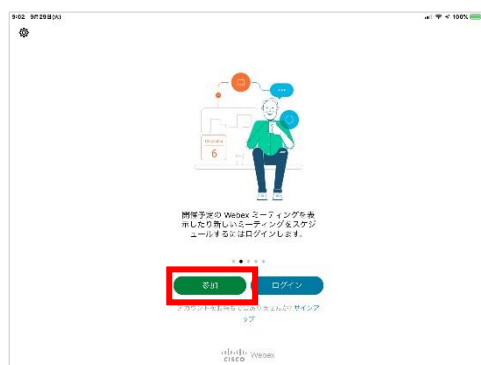 9:02 9月29日(火)
100%
6
開催予定の Webex ミーティングを表
示したり新しいミーティングをスケジ
ュールするにはログインします。
参加
ログイン
アカウントをお持ちではありませんか? サインア
ップ
cisco Webex